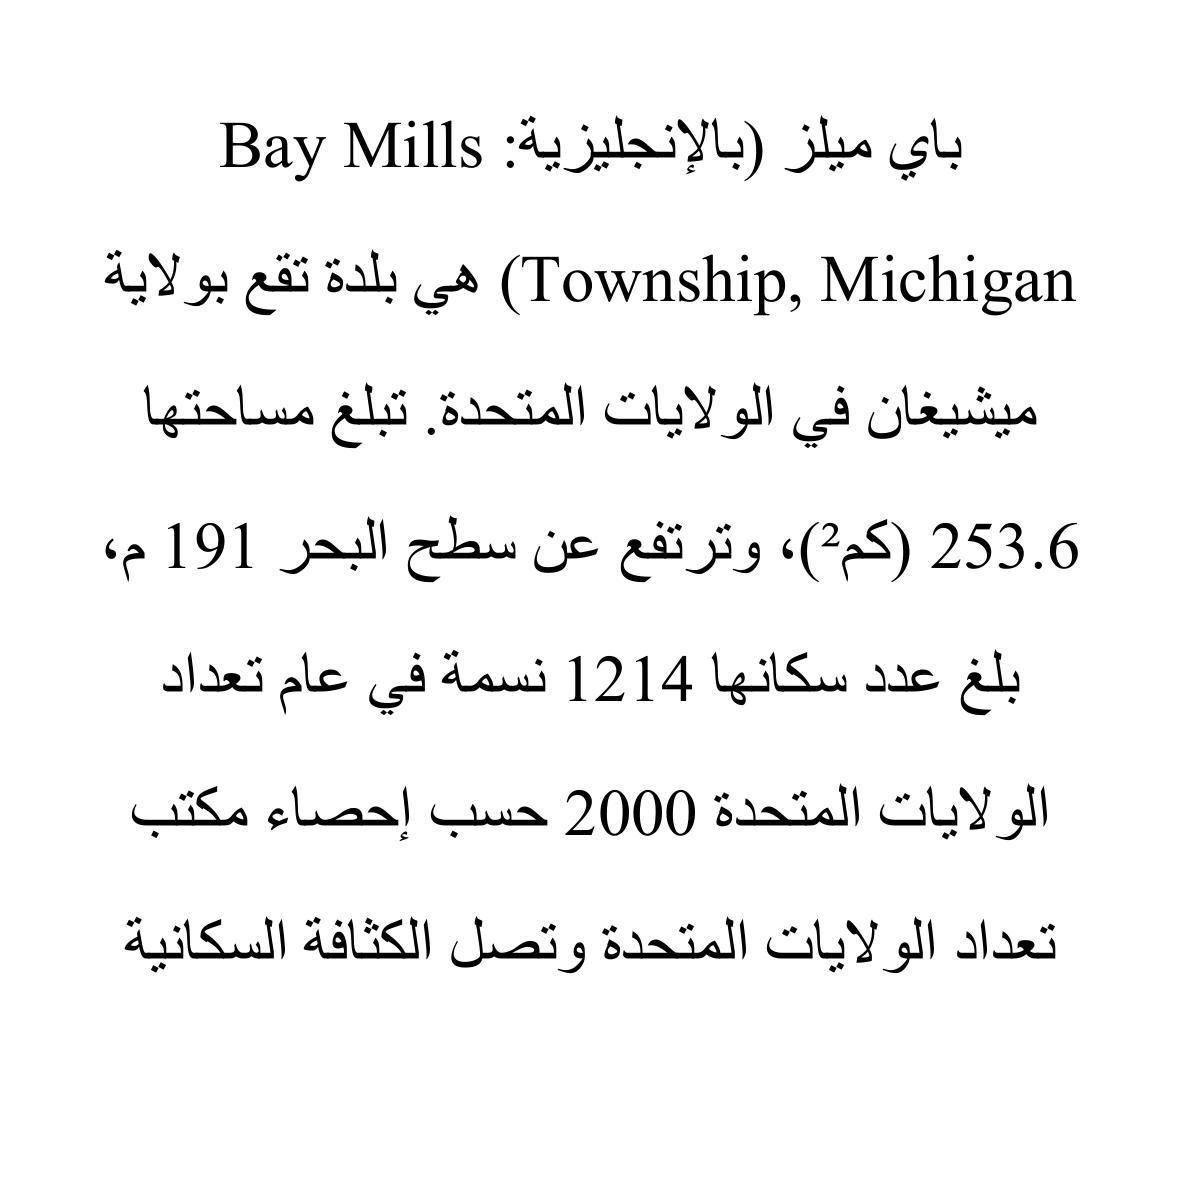 باي ميلز (بالإنجليزية: Bay Mills
Township, Michigan) هي بلدة تقع بولاية
ميشيغان في الولايات المتحدة. تبلغ مساحتها
253.6 (كم²)، وترتفع عن سطح البحر 191 م،
بلغ عدد سكانها 1214 نسمة في عام تعداد
الولايات المتحدة 2000 حسب إحصاء مكتب
تعداد الولايات المتحدة وتصل الكثافة السكانية